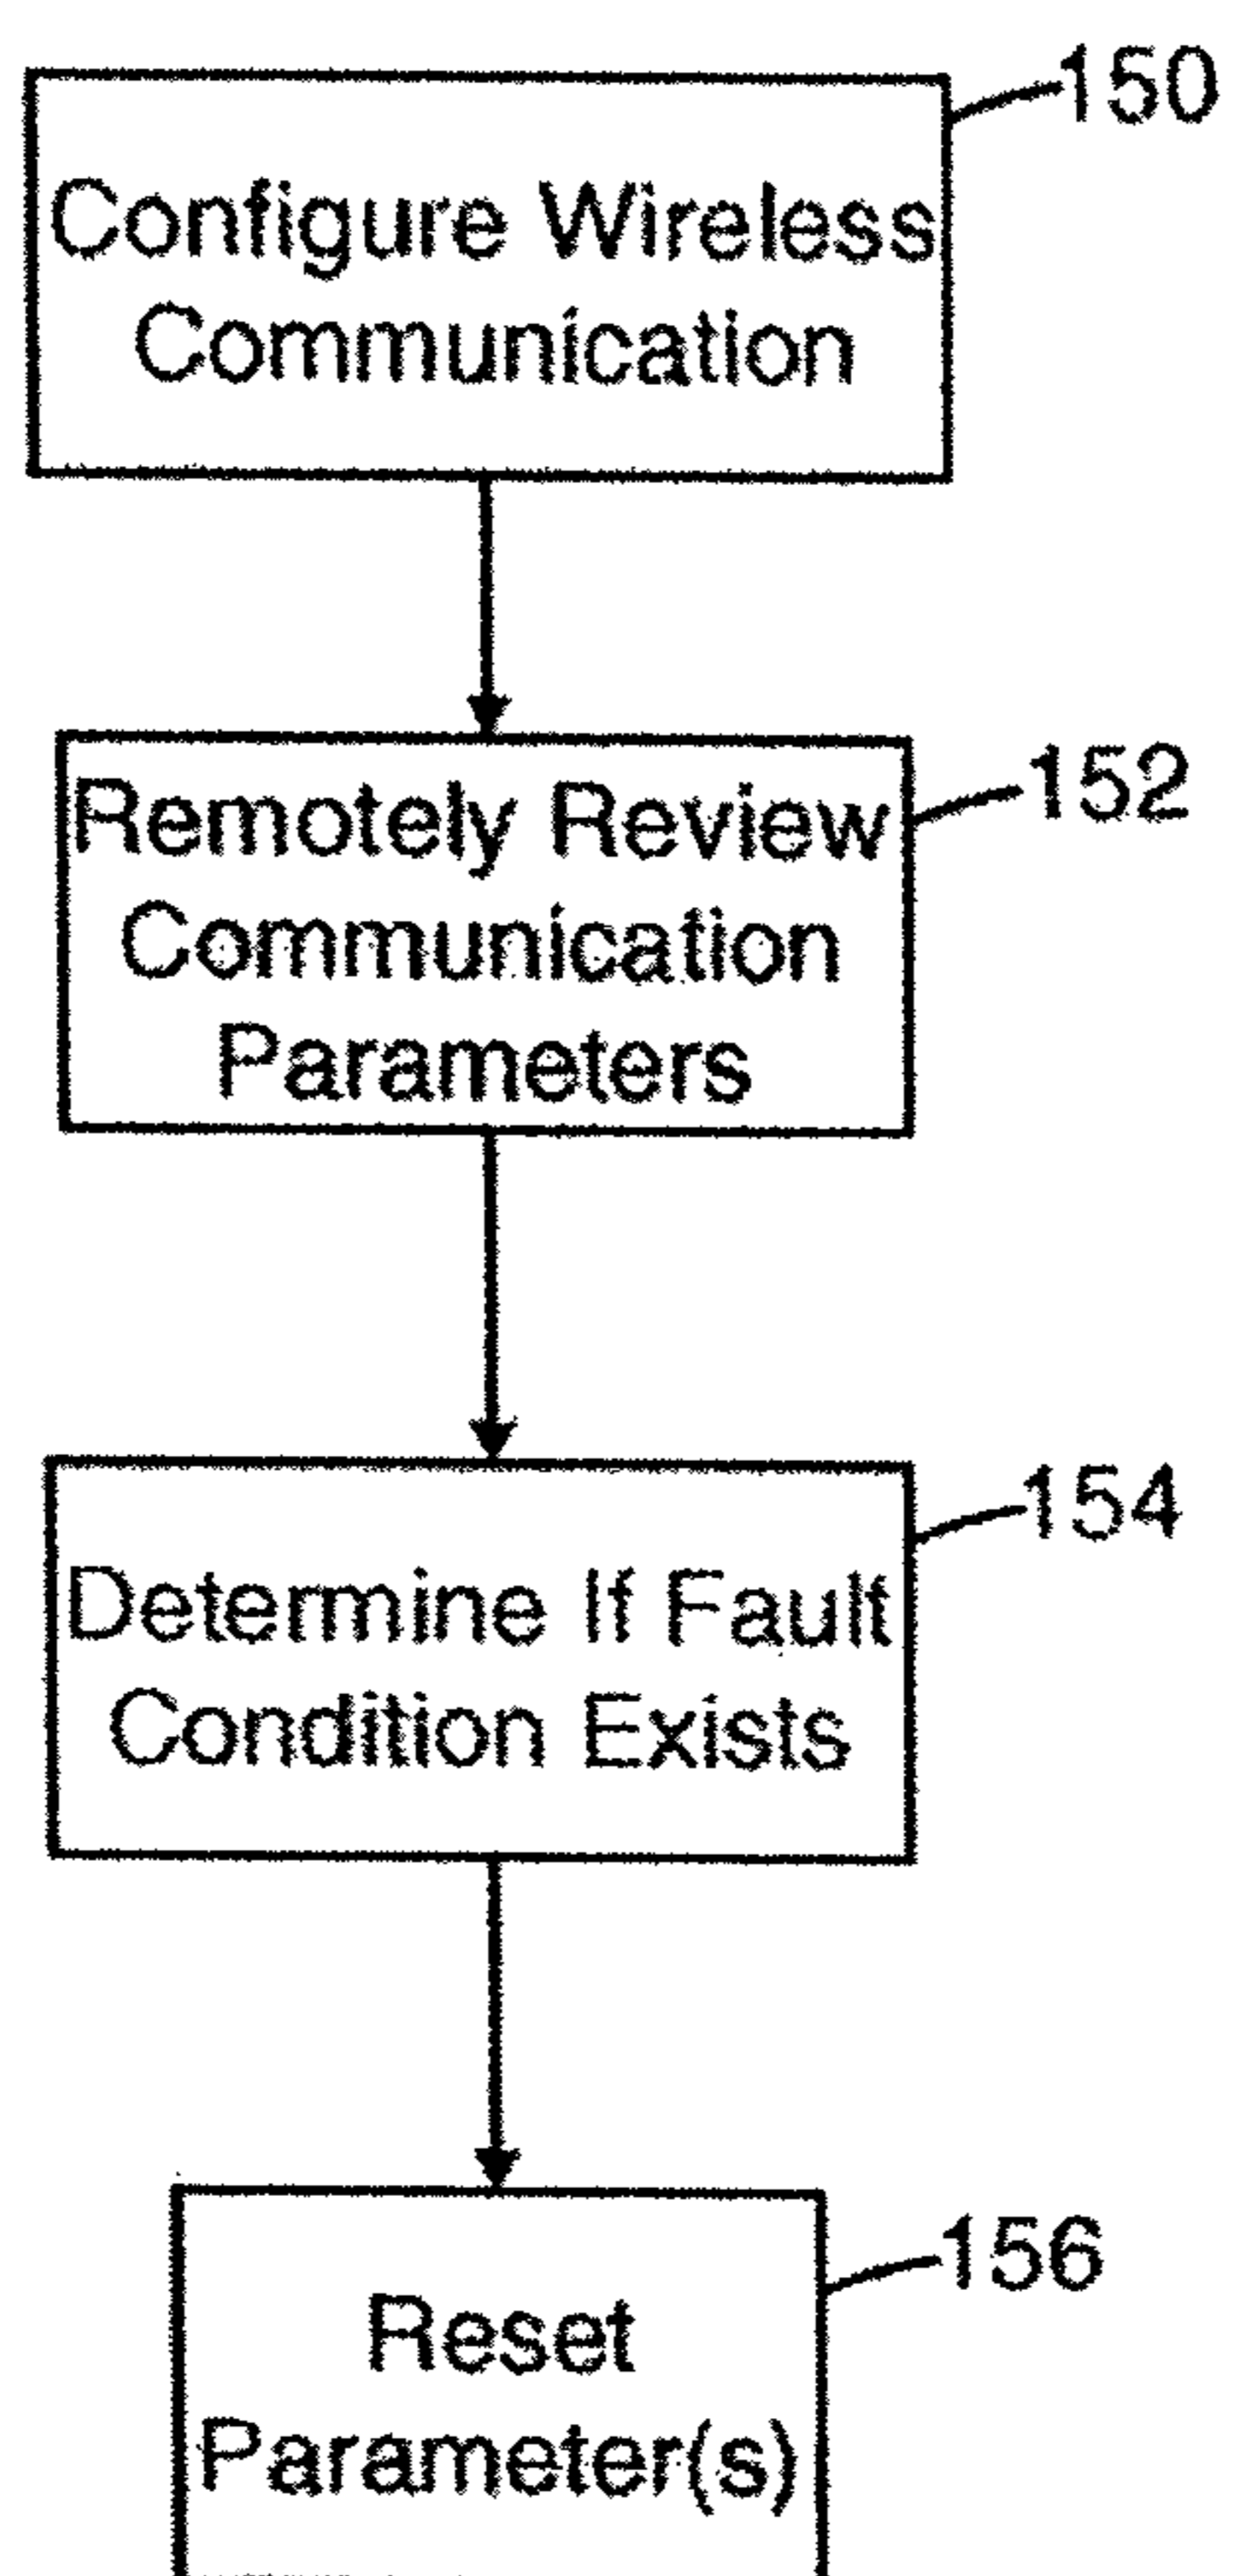 150
Configure Wireless
Communication
152
Remotely Review
Communication
Parameters
154
Determine If Fault
Condition Exists
156
Reset
Parameter(s)